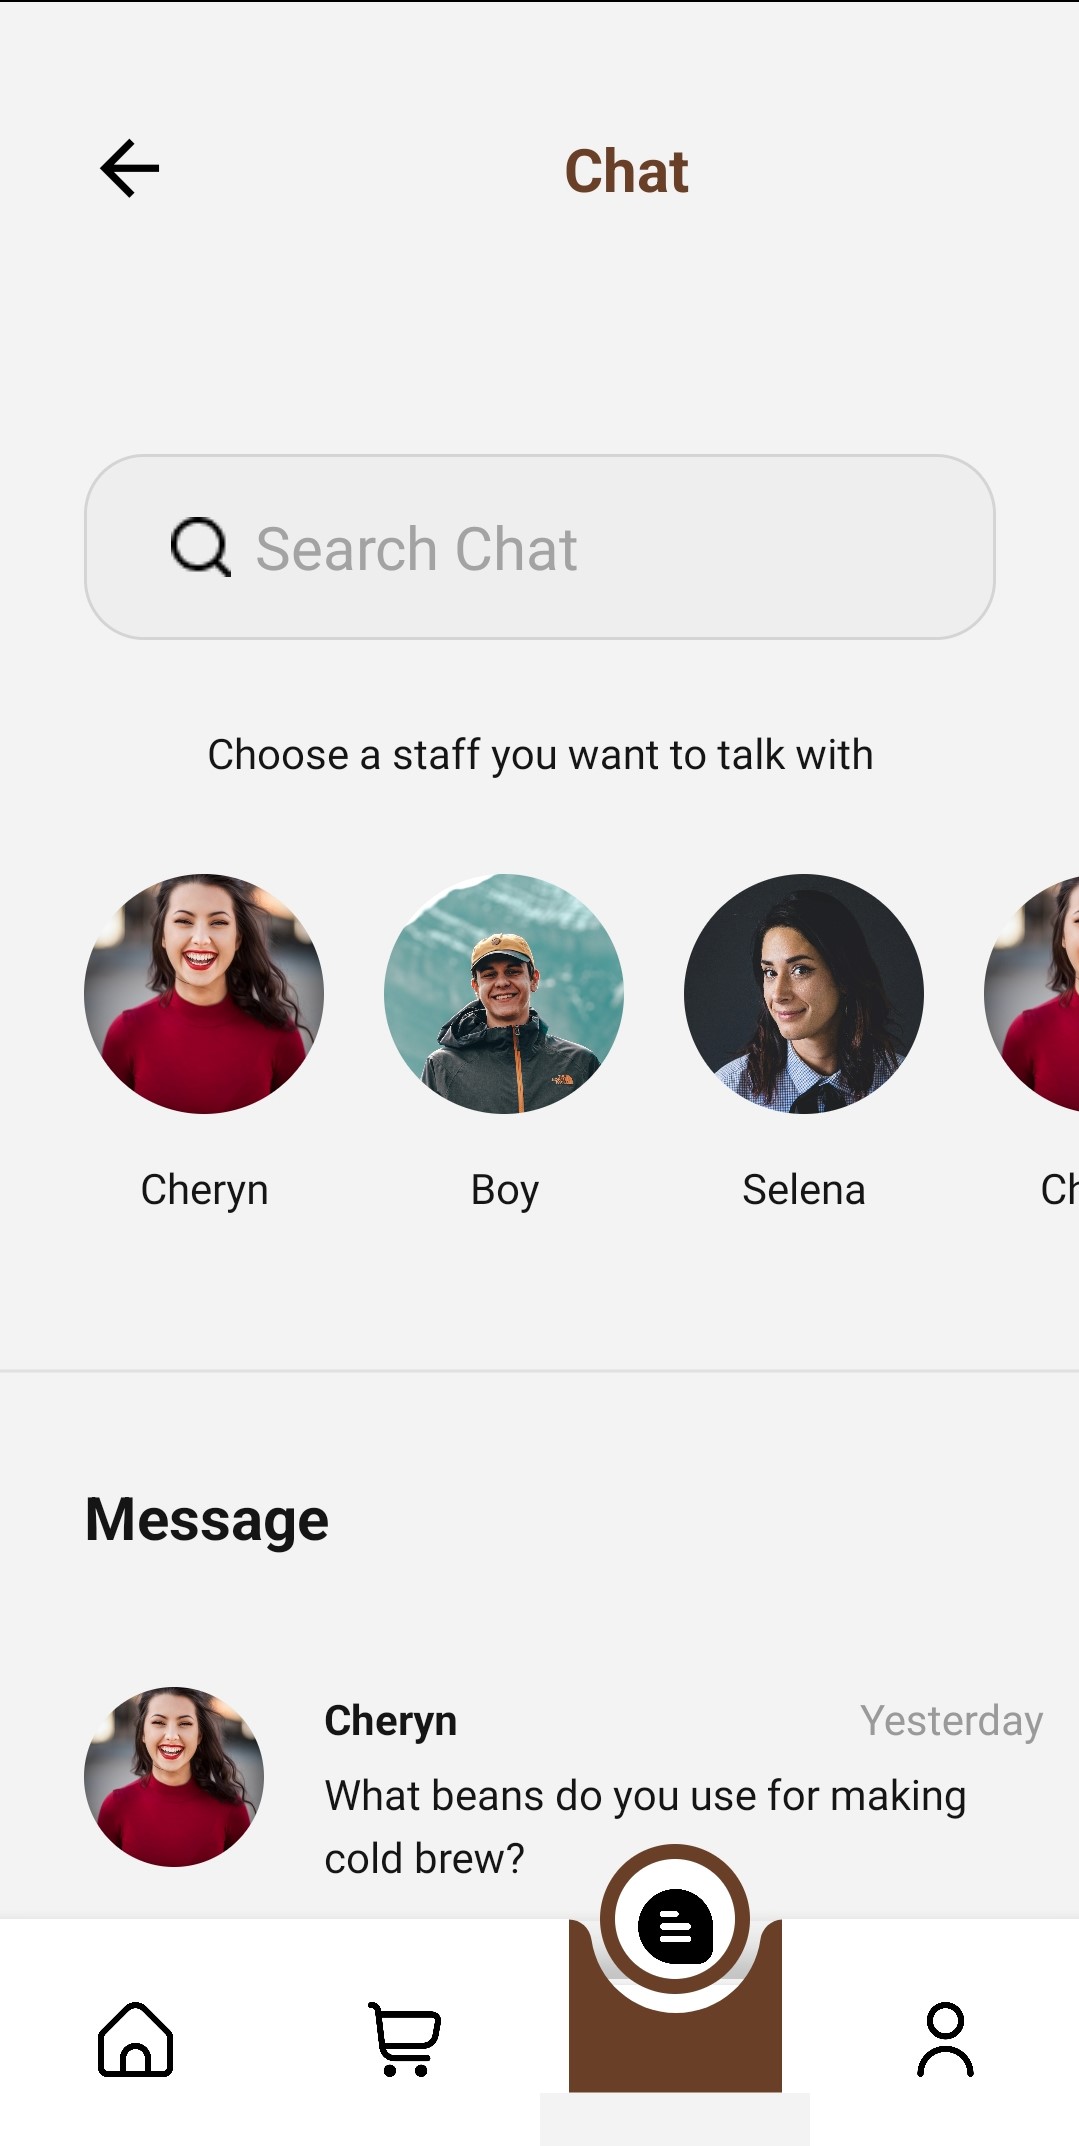 Chat
Search Chat
Choose a staff you want to talk with
Cheryn
Boy
Selena
Ch
Message
Cheryn
Yesterday
What beans do you use for making
cold brew?